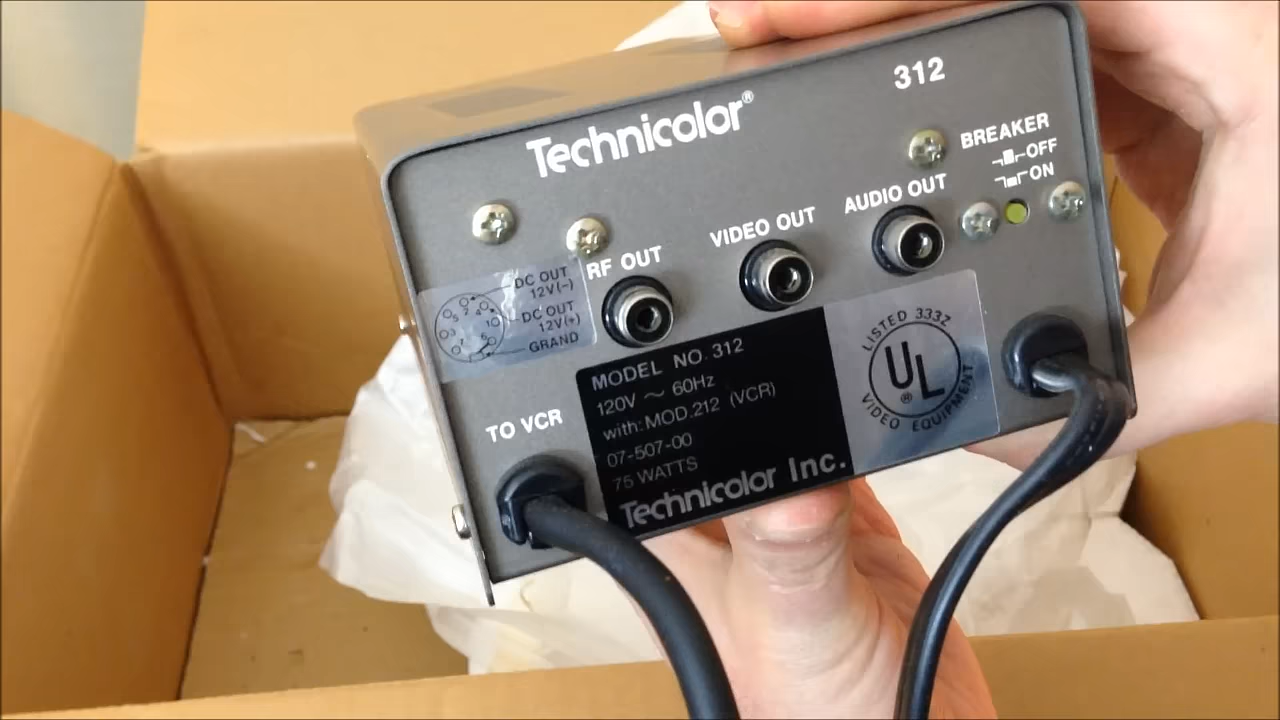 Technicolor®
312
BREAKER
OFF
ON
AUDIO OUT
VIDEO OUT
RF OUT
DC OUT
12V(-)
DC OUT
12V(+)
GRAND
TO VCR
MODEL NO. 312
120V ~ 60Hz
with: MOD.212 (VCR)
07-507-00
75 WATTS
Technicolor Inc.
LISTED 333Z
UL
®
VIDEO EQUIPMENT